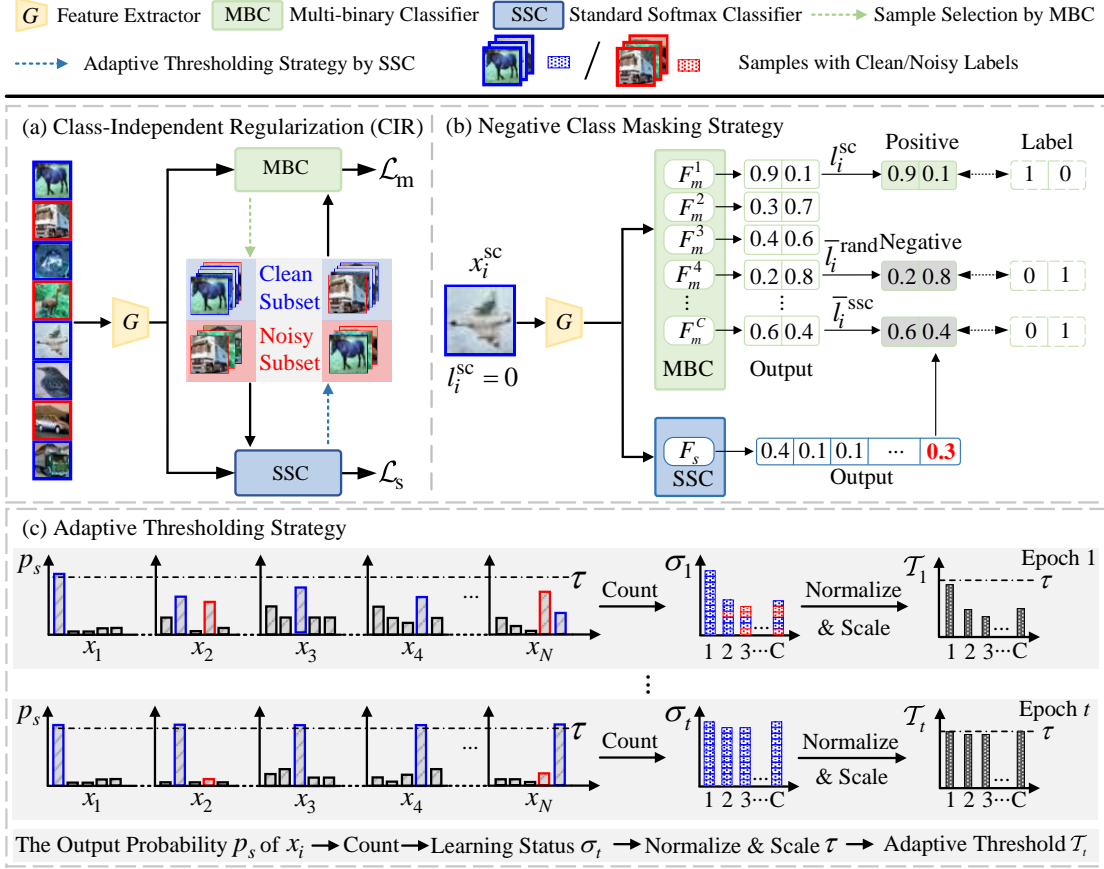 G Feature Extractor MBC Multi-binary Classifier SSC Standard Softmax Classifier Sample Selection by MBC
Adaptive Thresholding Strategy by SSC / Samples with Clean/Noisy Labels
(a) Class-Independent Regularization (CIR)
MBC ℒₘ
Clean
Subset
G
Noisy
Subset
SSC ℒₛ
(b) Negative Class Masking Strategy
Positive Label
F_m^1 0.9 0.1 l_i^{sc} 0.9 0.1 1 0
F_m^2 0.3 0.7
F_m^3 0.4 0.6
x_i^{sc} \bar{l}_i^{rand} Negative
F_m^4 0.2 0.8 0.2 0.8 0 1
G ⋮ ⋮ \bar{l}_i^{ssc}
F_m^C 0.6 0.4 0.6 0.4 0 1
l_i^{sc} = 0 MBC Output
F_s 0.4 0.1 0.1 ··· 0.3
SSC Output
(c) Adaptive Thresholding Strategy
p_s τ σ_1 𝒯_1 Epoch 1
··· Count Normalize τ
& Scale
x_1 x_2 x_3 x_4 x_N 1 2 3···C 1 2 3···C
⋮
p_s τ σ_t 𝒯_t Epoch t
··· Count Normalize τ
& Scale
x_1 x_2 x_3 x_4 x_N 1 2 3···C 1 2 3···C
The Output Probability p_s of x_i → Count → Learning Status σ_t → Normalize & Scale τ → Adaptive Threshold 𝒯_t